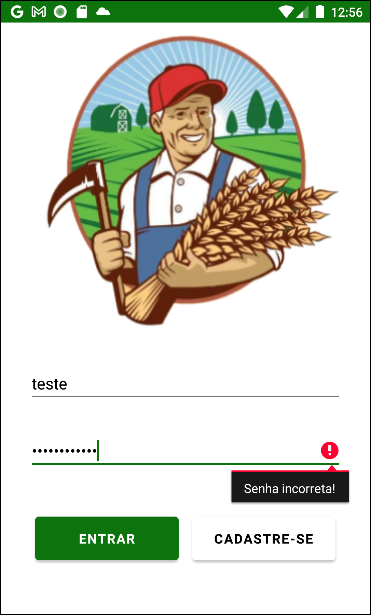 12:56
teste
••••••••••••
Senha incorreta!
ENTRAR
CADASTRE-SE